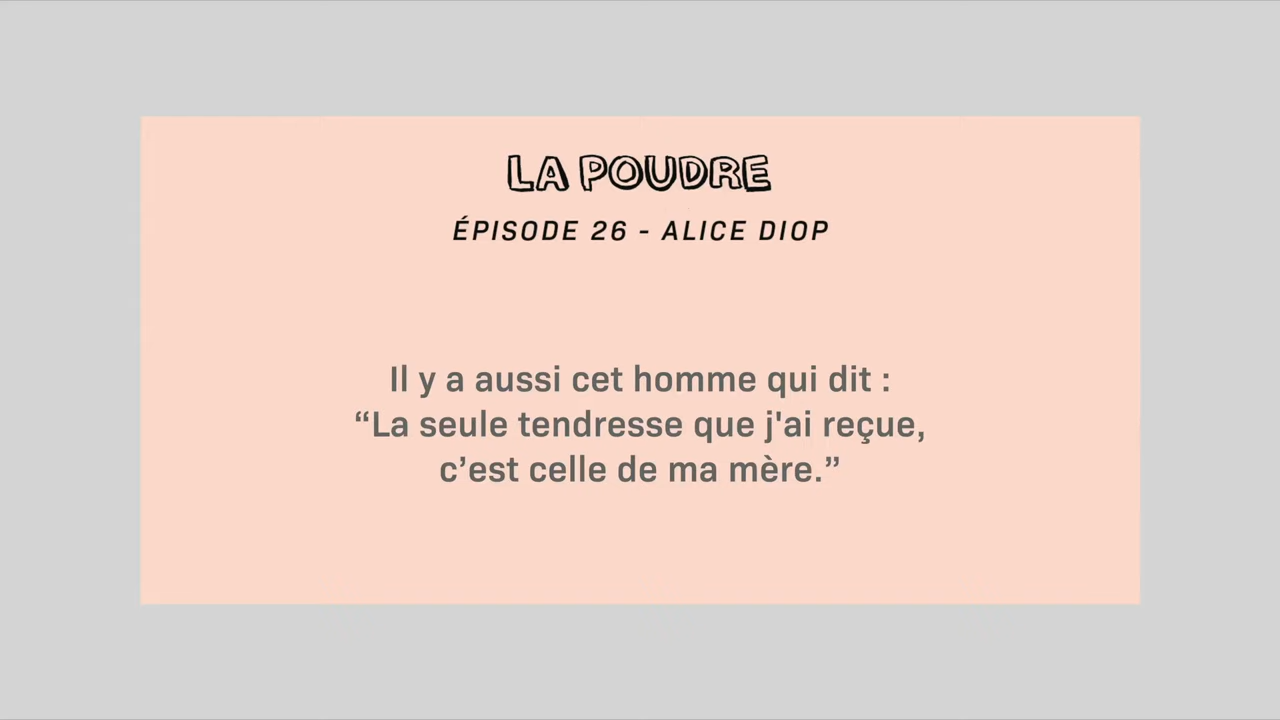 LA POUDRE
ÉPISODE 26 - ALICE DIOP
Il y a aussi cet homme qui dit :
“La seule tendresse que j'ai reçue,
c’est celle de ma mère.”